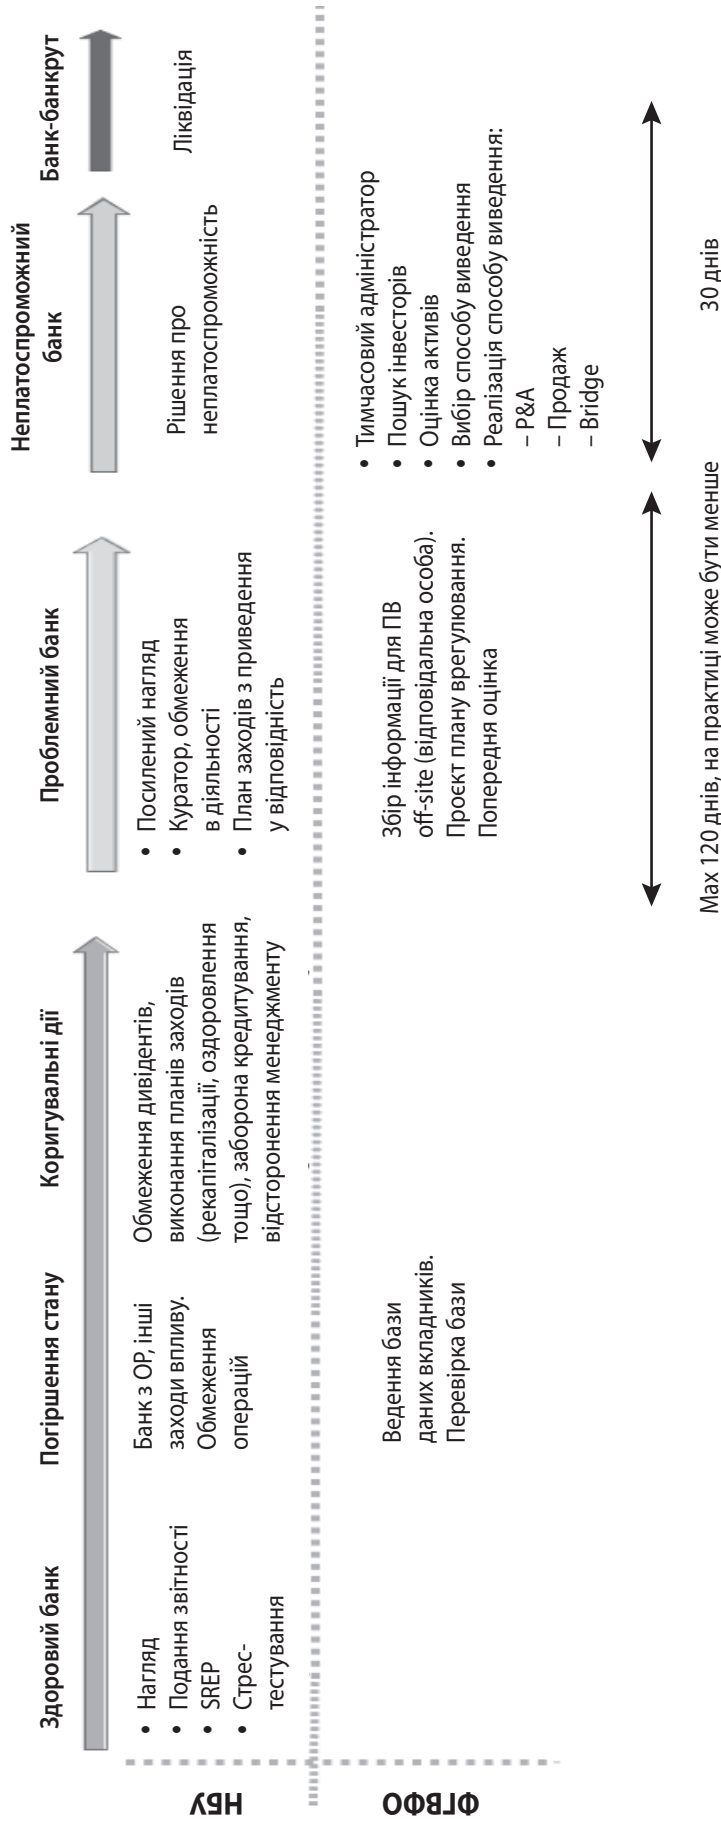 Здоровий банк
Погіршення стану
Коригувальні дії
Проблемний банк
Неплатоспроможний
банк
Банк-банкрут
НБУ
• Нагляд
• Подання звітності
• SREP
• Стрес-
тестування
Банк з ОР, інші
заходи впливу.
Обмеження
операцій
Обмеження дивідентів,
виконання планів заходів
(рекапіталізації, оздоровлення
тощо), заборона кредитування,
відсторонення менеджменту
• Посилений нагляд
• Куратор, обмеження
в діяльності
• План заходів з приведення
у відповідність
Рішення про
неплатоспроможність
Ліквідація
ФГВФО
Ведення бази
даних вкладників.
Перевірка бази
Збір інформації для ПВ
off-site (відповідальна особа).
Проєкт плану врегулювання.
Попередня оцінка
• Тимчасовий адміністратор
• Пошук інвесторів
• Оцінка активів
• Вибір способу виведення
• Реалізація способу виведення:
– P&A
– Продаж
– Bridge
Max 120 днів, на практиці може бути менше
30 днів